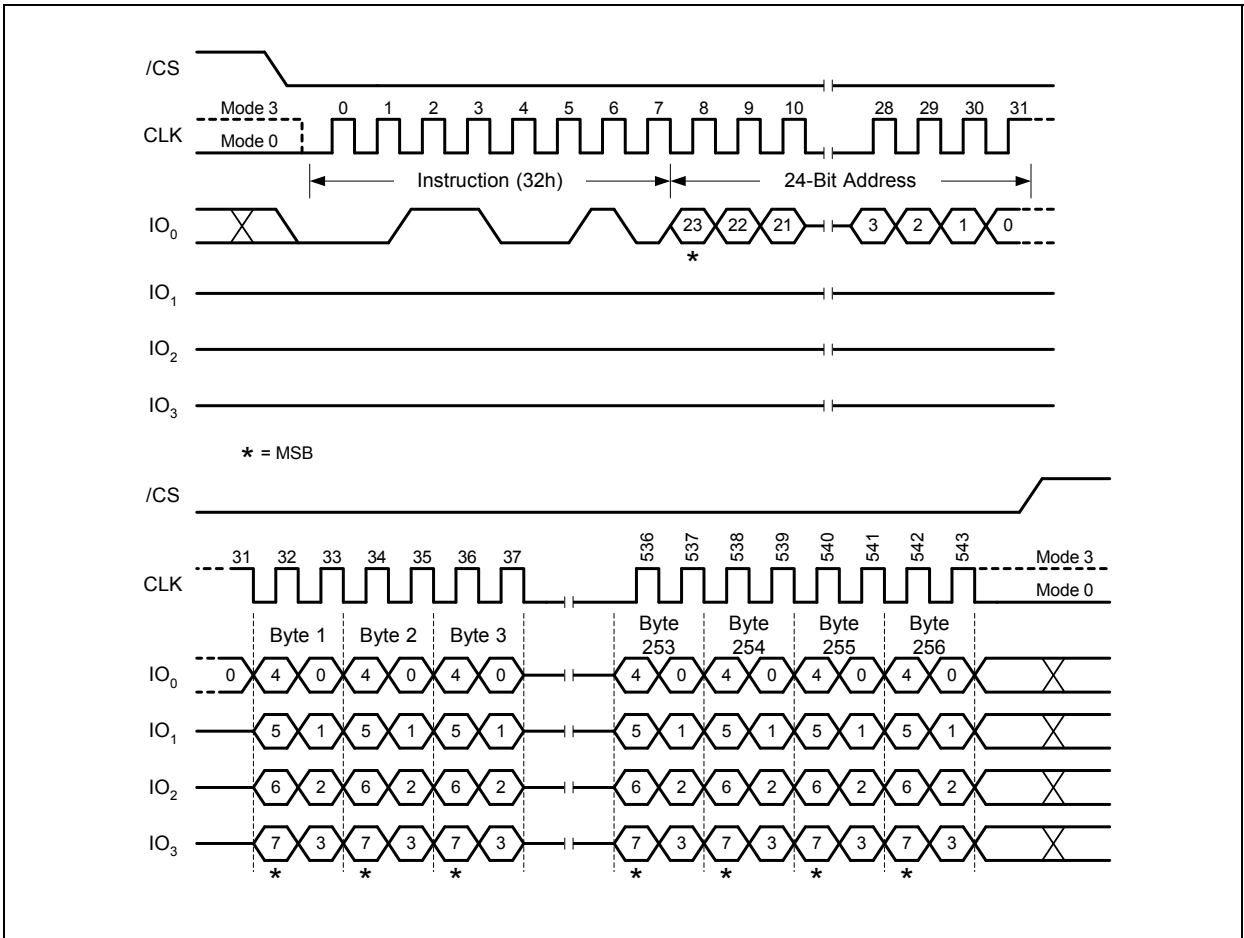 /CS
Mode 3 0 1 2 3 4 5 6 7 8 9 10 28 29 30 31
CLK
Mode 0
Instruction (32h) 24-Bit Address
IO0 23 22 21 3 2 1 0
*
IO1
IO2
IO3
* = MSB
/CS
31 32 33 34 35 36 37 536 537 538 539 540 541 542 543
CLK Mode 3
Mode 0
Byte 1 Byte 2 Byte 3 Byte 253 Byte 254 Byte 255 Byte 256
IO0 0 4 0 4 0 4 0 4 0 4 0 4 0 4 0
IO1 5 1 5 1 5 1 5 1 5 1 5 1 5 1
IO2 6 2 6 2 6 2 6 2 6 2 6 2 6 2
IO3 7 3 7 3 7 3 7 3 7 3 7 3 7 3
* * * * * * *